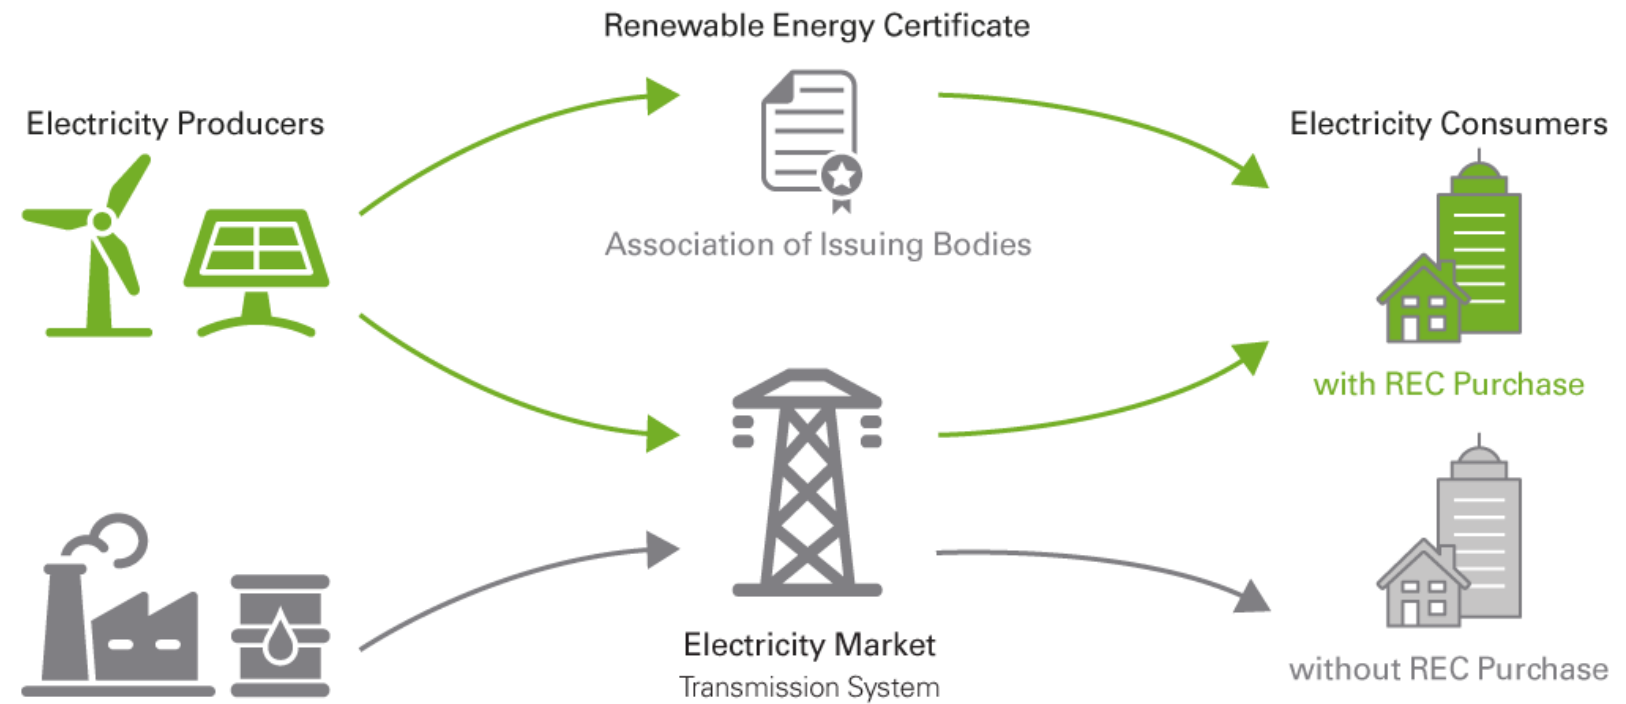 Renewable Energy Certificate
Electricity Producers
Electricity Consumers
Association of Issuing Bodies
with REC Purchase
Electricity Market
Transmission System
without REC Purchase